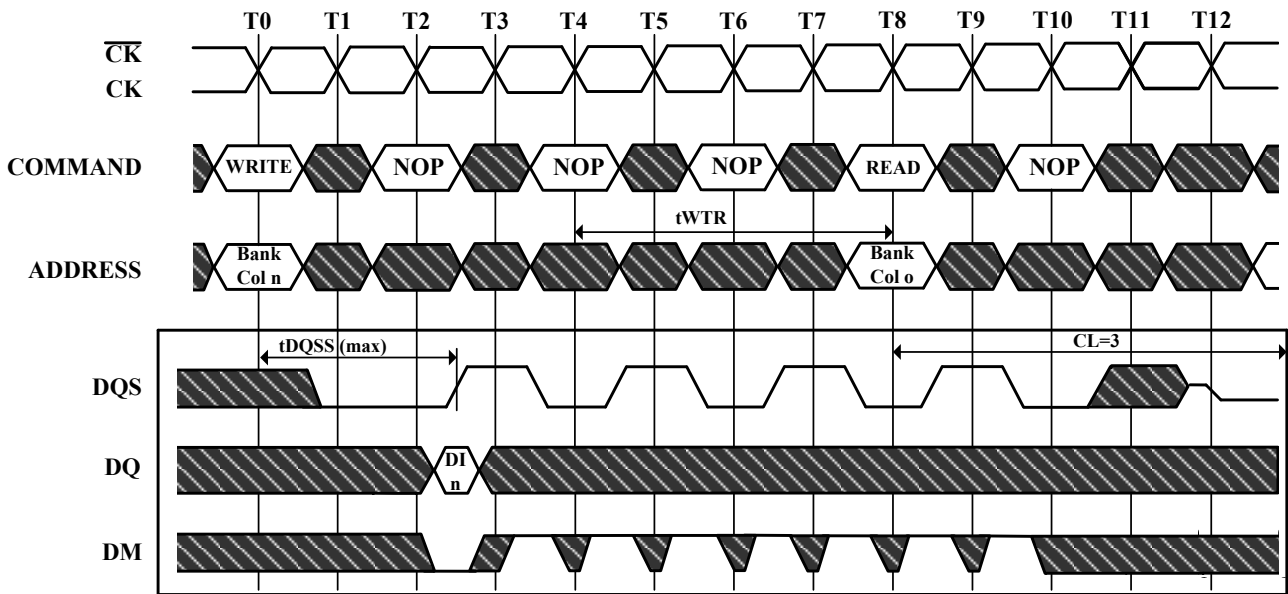 T0 T1 T2 T3 T4 T5 T6 T7 T8 T9 T10 T11 T12
CK
CK
COMMAND WRITE NOP NOP NOP READ NOP
tWTR
ADDRESS Bank Col n Bank Col o
tDQSS (max) CL=3
DQS
DQ DI n
DM